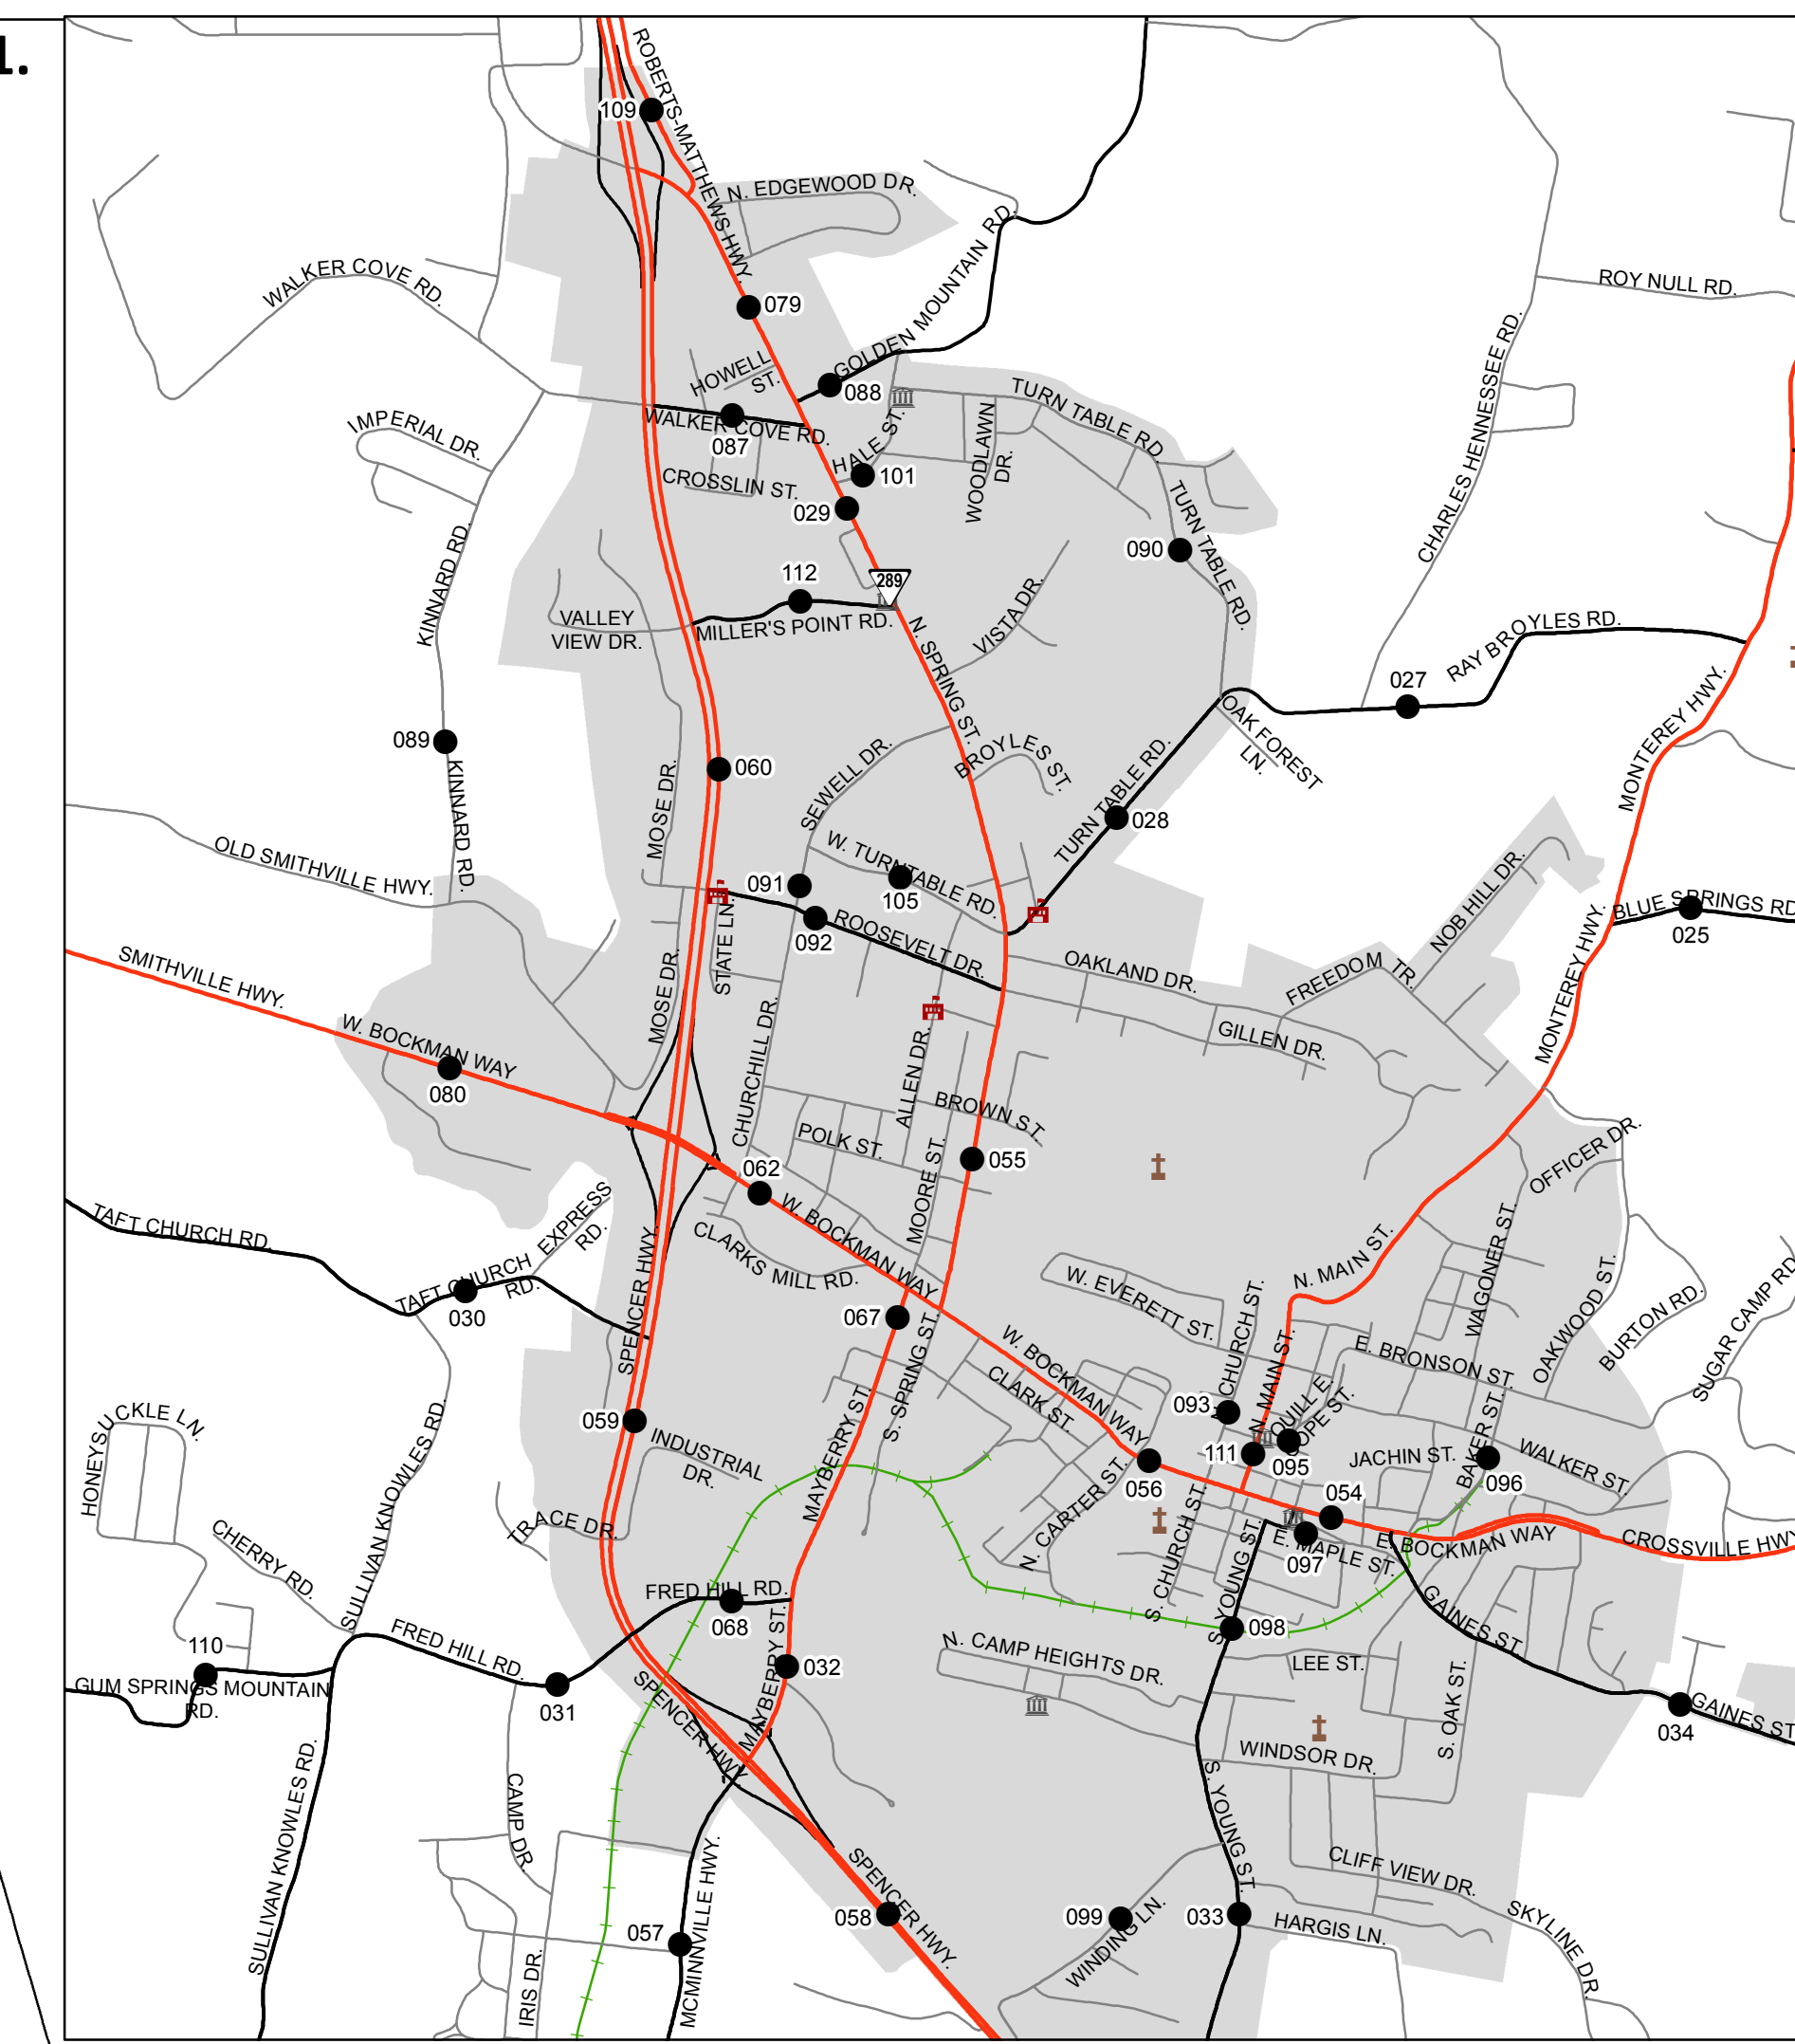 1.
ROBERTS-MATTHEWS HWY.
109
N. EDGEWOOD DR.
WALKER COVE RD.
GOLDEN MOUNTAIN RD.
ROY NULL RD.
079
HOWELL
ST.
088
TURN TABLE RD.
CHARLES HENNESSEE RD.
IMPERIAL DR.
WALKER COVE RD.
087
HALE ST.
WOODLAWN
DR.
CROSSLIN ST.
101
029
TURN TABLE RD.
090
KINNARD RD.
112
289
VALLEY
VIEW DR.
MILLER'S POINT RD.
VISTA DR.
N. SPRING ST.
RAY BROYLES RD.
027
OAK FOREST
LN.
MONTEREY HWY.
089
KINNARD RD.
060
MOSE DR.
SEWELL DR.
BROYLES ST.
TURN TABLE RD.
028
OLD SMITHVILLE HWY.
W. TURNTABLE RD.
091
105
092
ROOSEVELT DR.
STATE LN.
NOB HILL DR.
BLUE SPRINGS RD
025
SMITHVILLE HWY.
MOSE DR.
OAKLAND DR.
FREEDOM TR.
MONTEREY HWY.
W. BOCKMAN WAY
080
CHURCHILL DR.
ALLEN DR.
GILLEN DR.
BROWN ST.
POLK ST.
MOORE ST.
055
OFFICER DR.
062
W. BOCKMAN WAY
TAFT CHURCH RD.
EXPRESS
RD.
TAFT CHURCH
RD.
030
SPENCER HWY.
CLARKS MILL RD.
067
W. EVERETT ST.
N. CHURCH ST.
N. MAIN ST.
WAGONER ST.
OAKWOOD ST.
BURTON RD.
SUGAR CAMP RD
W. BOCKMAN WAY
S. SPRING ST.
N. MAIN ST.
E. BRONSON ST.
CLARK ST.
093
QUILL E.
COPE ST.
HONEYSUCKLE LN.
SULLIVAN KNOWLES RD.
059
INDUSTRIAL
DR.
MAYBERRY ST.
111
095
JACHIN ST.
BAKER ST.
WALKER ST.
096
056
054
N. CARTER ST.
S. CHURCH ST.
TRACE DR.
E. MAPLE ST.
097
E. BOCKMAN WAY
CROSSVILLE HWY
CHERRY RD.
FRED HILL RD.
068
S. YOUNG ST.
098
GAINES ST.
110
FRED HILL RD.
MAYBERRY ST.
032
N. CAMP HEIGHTS DR.
LEE ST.
GUM SPRINGS MOUNTAIN
RD.
031
SPENCER HWY.
S. OAK ST.
034
GAINES ST.
WINDSOR DR.
SULLIVAN KNOWLES RD.
CAMP DR.
S. YOUNG ST.
CLIFF VIEW DR.
MCMINNVILLE HWY.
057
058
SPENCER HWY.
099
WINDING LN.
033
HARGIS LN.
SKYLINE DR.
IRIS DR.